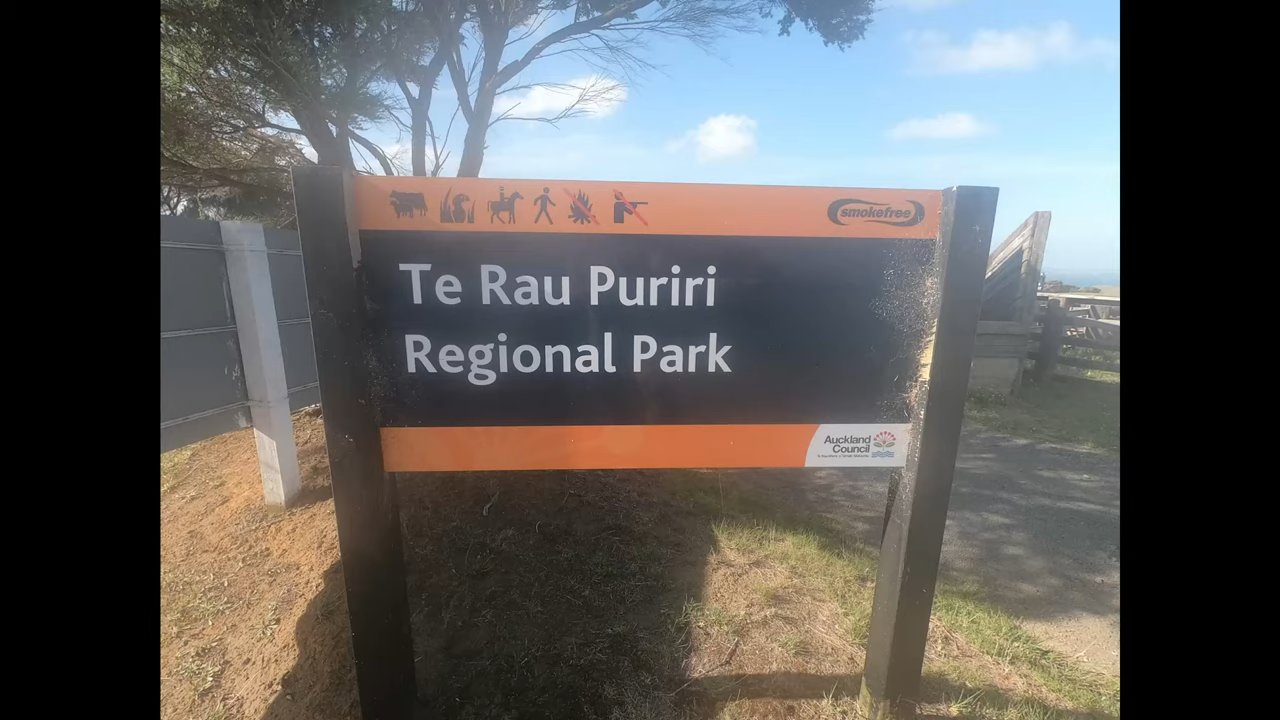 smokefree
Te Rau Puriri
Regional Park
Auckland
Council